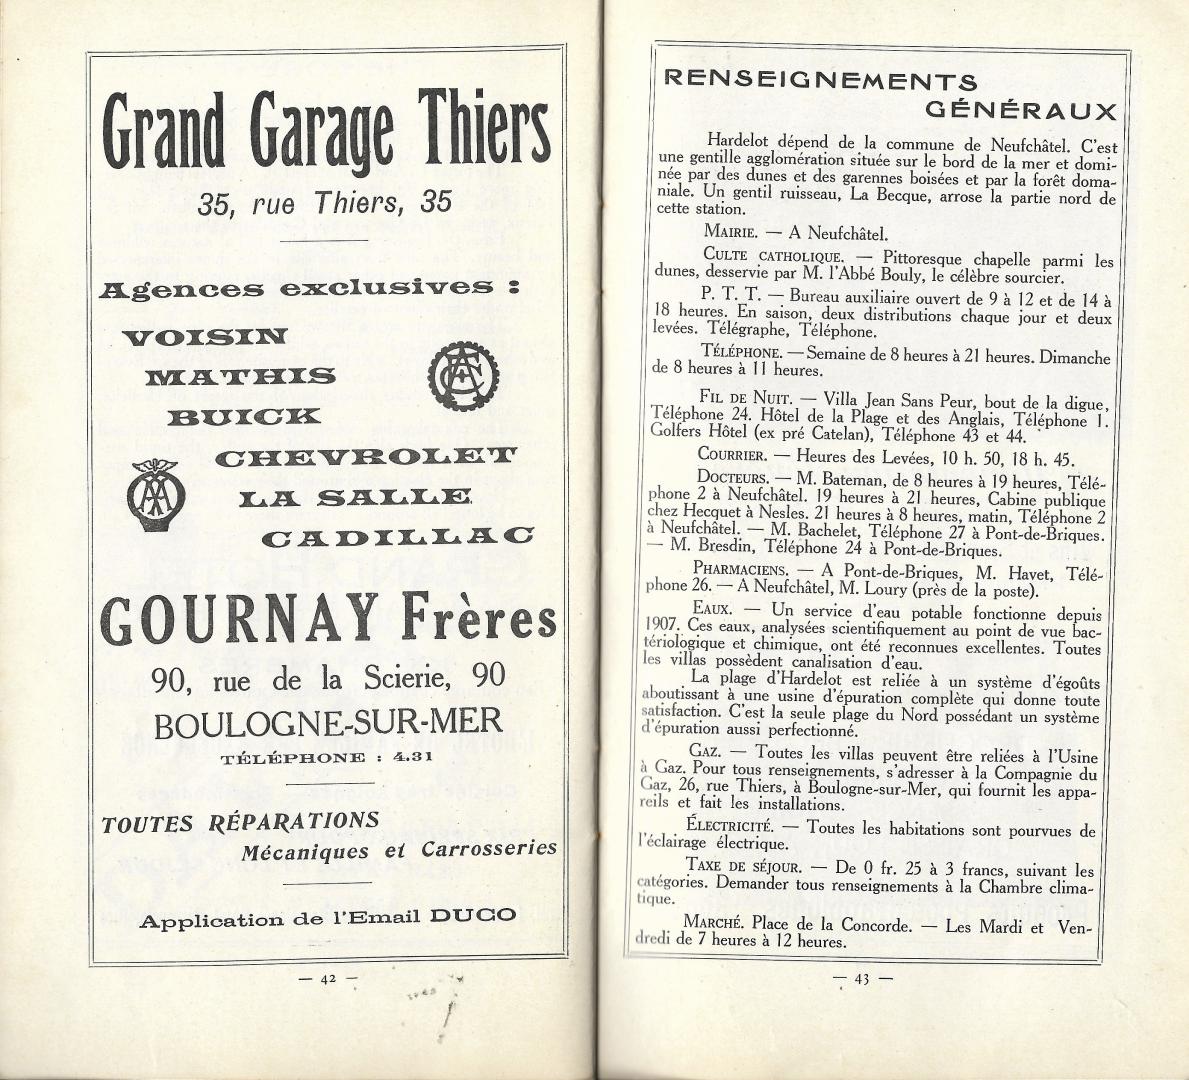 Grand Garage Thiers
35, rue Thiers, 35
Agences exclusives :
VOISIN
MATHIS
BUICK
CHEVROLET
AA
LA SALLE
CADILLAC
GOURNAY Frères
90, rue de la Scierie, 90
BOULOGNE-SUR-MER
TÉLÉPHONE : 4.31
TOUTES RÉPARATIONS
Mécaniques et Carrosseries
Application de l'Email DUCO
— 42 —
RENSEIGNEMENTS
GÉNÉRAUX
Hardelot dépend de la commune de Neufchâtel. C'est
une gentille agglomération située sur le bord de la mer et domi-
née par des dunes et des garennes boisées et par la forêt doma-
niale. Un gentil ruisseau, La Becque, arrose la partie nord de
cette station.
MAIRIE. — A Neufchâtel.
CULTE CATHOLIQUE. — Pittoresque chapelle parmi les
dunes, desservie par M. l'Abbé Bouly, le célèbre sourcier.
P. T. T. — Bureau auxiliaire ouvert de 9 à 12 et de 14 à
18 heures. En saison, deux distributions chaque jour et deux
levées. Télégraphe, Téléphone.
TÉLÉPHONE. — Semaine de 8 heures à 21 heures. Dimanche
de 8 heures à 11 heures.
FIL DE NUIT. — Villa Jean Sans Peur, bout de la digue,
Téléphone 24. Hôtel de la Plage et des Anglais, Téléphone 1.
Golfers Hôtel (ex pré Catelan), Téléphone 43 et 44.
COURRIER. — Heures des Levées, 10 h. 50, 18 h. 45.
DOCTEURS. — M. Bateman, de 8 heures à 19 heures, Télé-
phone 2 à Neufchâtel. 19 heures à 21 heures, Cabine publique
chez Hecquet à Nesles. 21 heures à 8 heures, matin, Téléphone 2
à Neufchâtel. — M. Bachelet, Téléphone 27 à Pont-de-Briques.
— M. Bresdin, Téléphone 24 à Pont-de-Briques.
PHARMACIENS. — A Pont-de-Briques, M. Havet, Télé-
phone 26. — A Neufchâtel, M. Loury (près de la poste).
EAUX. — Un service d'eau potable fonctionne depuis
1907. Ces eaux, analysées scientifiquement au point de vue bac-
tériologique et chimique, ont été reconnues excellentes. Toutes
les villas possèdent canalisation d'eau.
La plage d'Hardelot est reliée à un système d'égoûts
aboutissant à une usine d'épuration complète qui donne toute
satisfaction. C'est la seule plage du Nord possédant un système
d'épuration aussi perfectionné.
GAZ. — Toutes les villas peuvent être reliées à l'Usine
à Gaz. Pour tous renseignements, s'adresser à la Compagnie du
Gaz, 26, rue Thiers, à Boulogne-sur-Mer, qui fournit les appa-
reils et fait les installations.
ÉLECTRICITÉ. — Toutes les habitations sont pourvues de
l'éclairage électrique.
TAXE DE SÉJOUR. — De 0 fr. 25 à 3 francs, suivant les
catégories. Demander tous renseignements à la Chambre clima-
tique.
MARCHÉ. Place de la Concorde. — Les Mardi et Ven-
dredi de 7 heures à 12 heures.
— 43 —